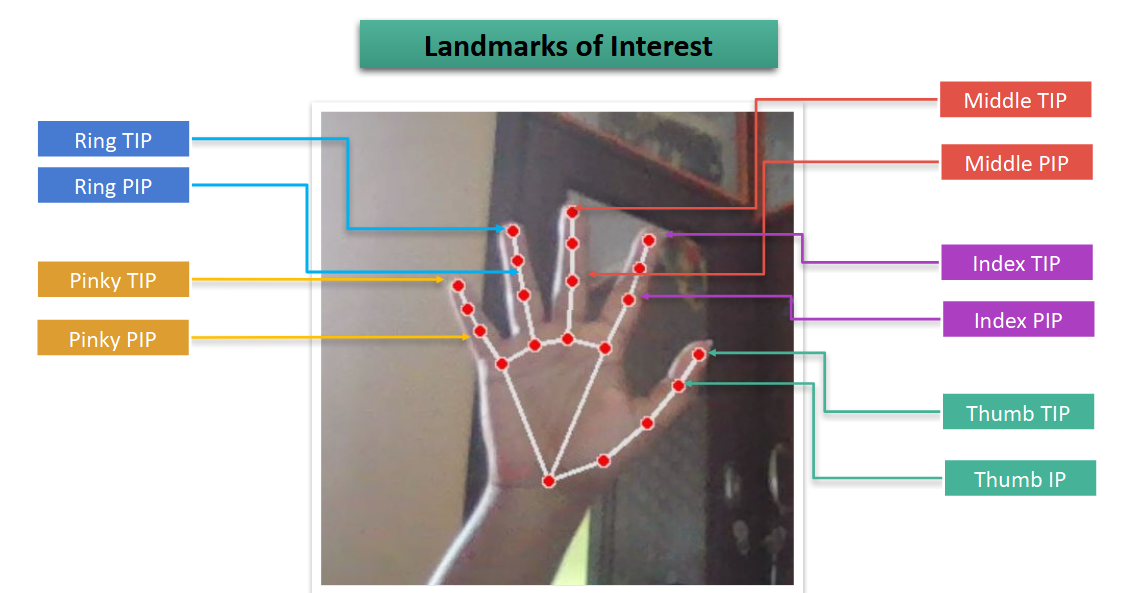 Landmarks of Interest
Ring TIP
Ring PIP
Pinky TIP
Pinky PIP
Middle TIP
Middle PIP
Index TIP
Index PIP
Thumb TIP
Thumb IP